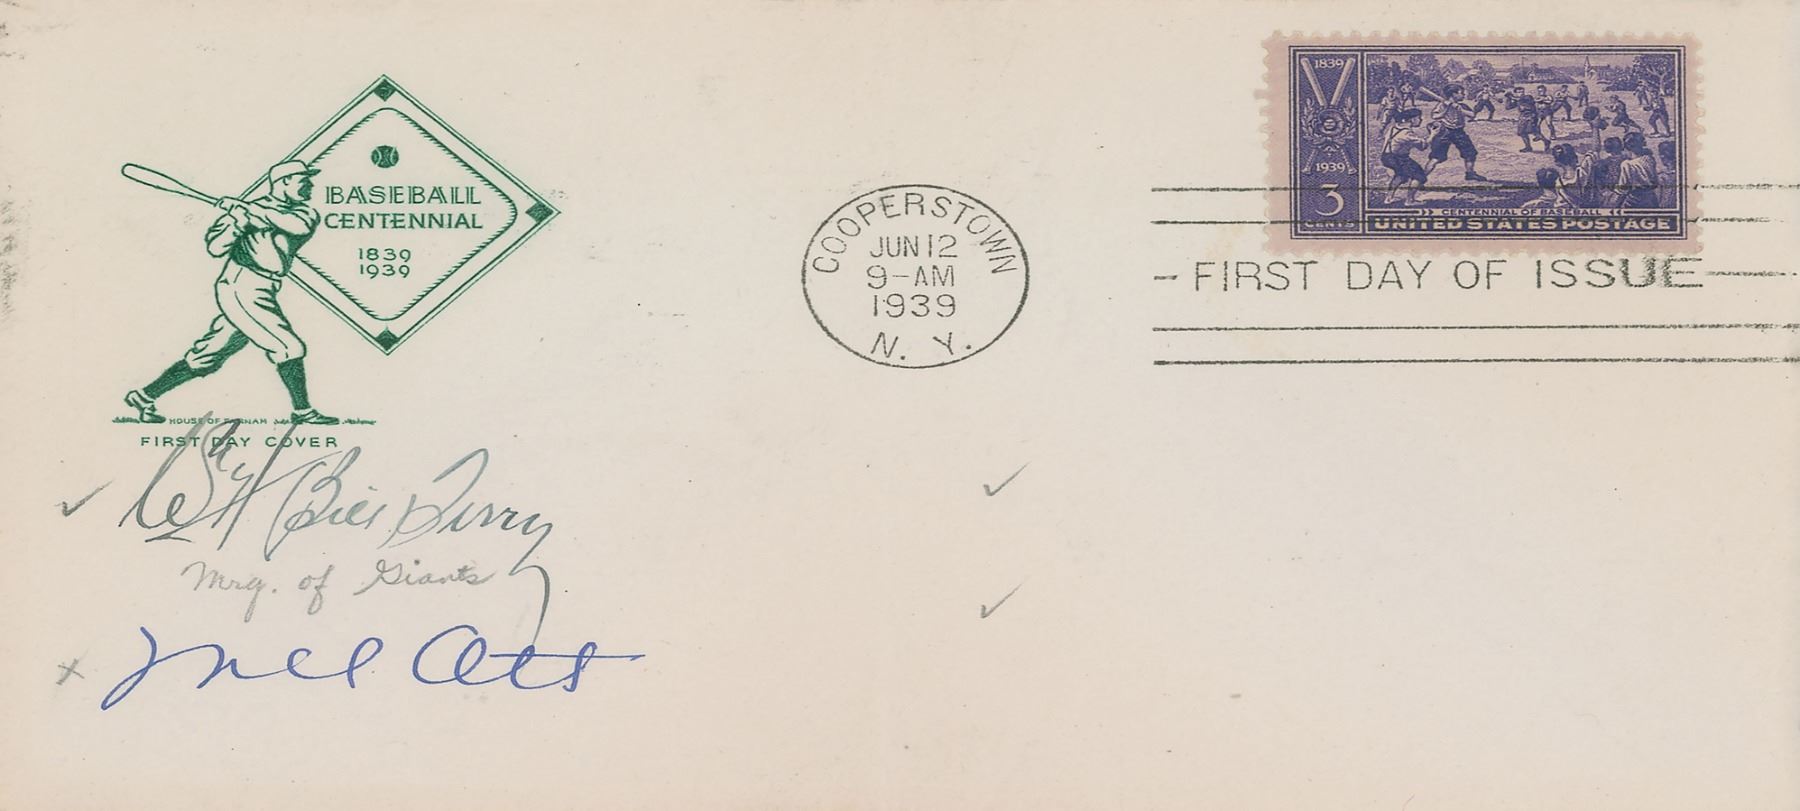 BASEBALL
CENTENNIAL
1839
1939
HOUSE OF FARNAM
FIRST DAY COVER
COOPERSTOWN
JUN 12
9-AM
1939
N. Y.
1839
1939
3
CENTS
CENTENNIAL OF BASEBALL
UNITED STATES POSTAGE
- FIRST DAY OF ISSUE
Bill Terry
Mrg. of Giants
Mel Ott